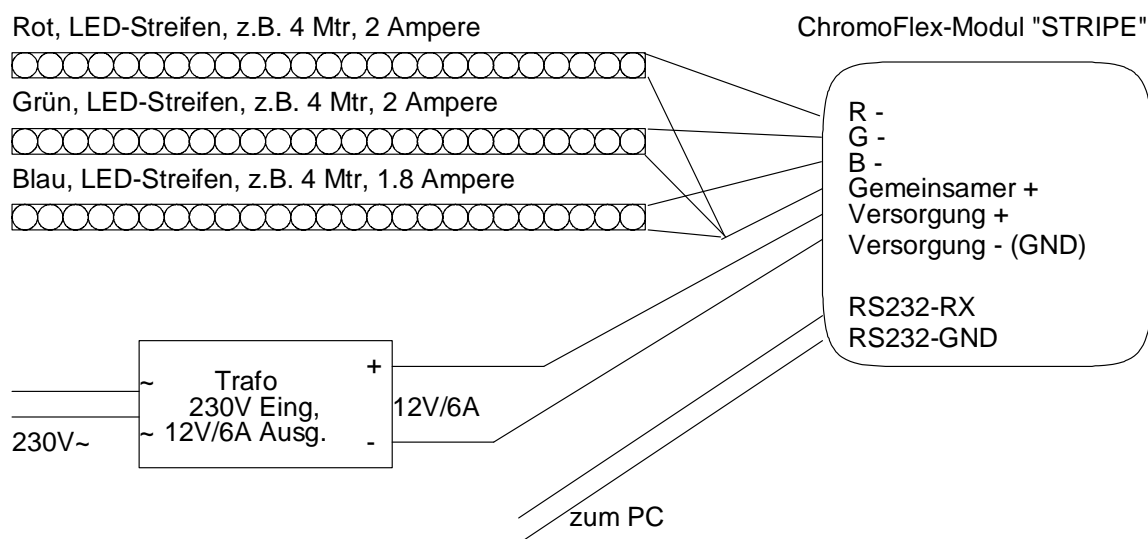 Rot, LED-Streifen, z.B. 4 Mtr, 2 Ampere
ChromoFlex-Modul "STRIPE"
Grün, LED-Streifen, z.B. 4 Mtr, 2 Ampere
Blau, LED-Streifen, z.B. 4 Mtr, 1.8 Ampere
R -
G -
B -
Gemeinsamer +
Versorgung +
Versorgung - (GND)
RS232-RX
RS232-GND
~ Trafo +
230V Eing,
~ 12V/6A Ausg. -
12V/6A
230V~
zum PC